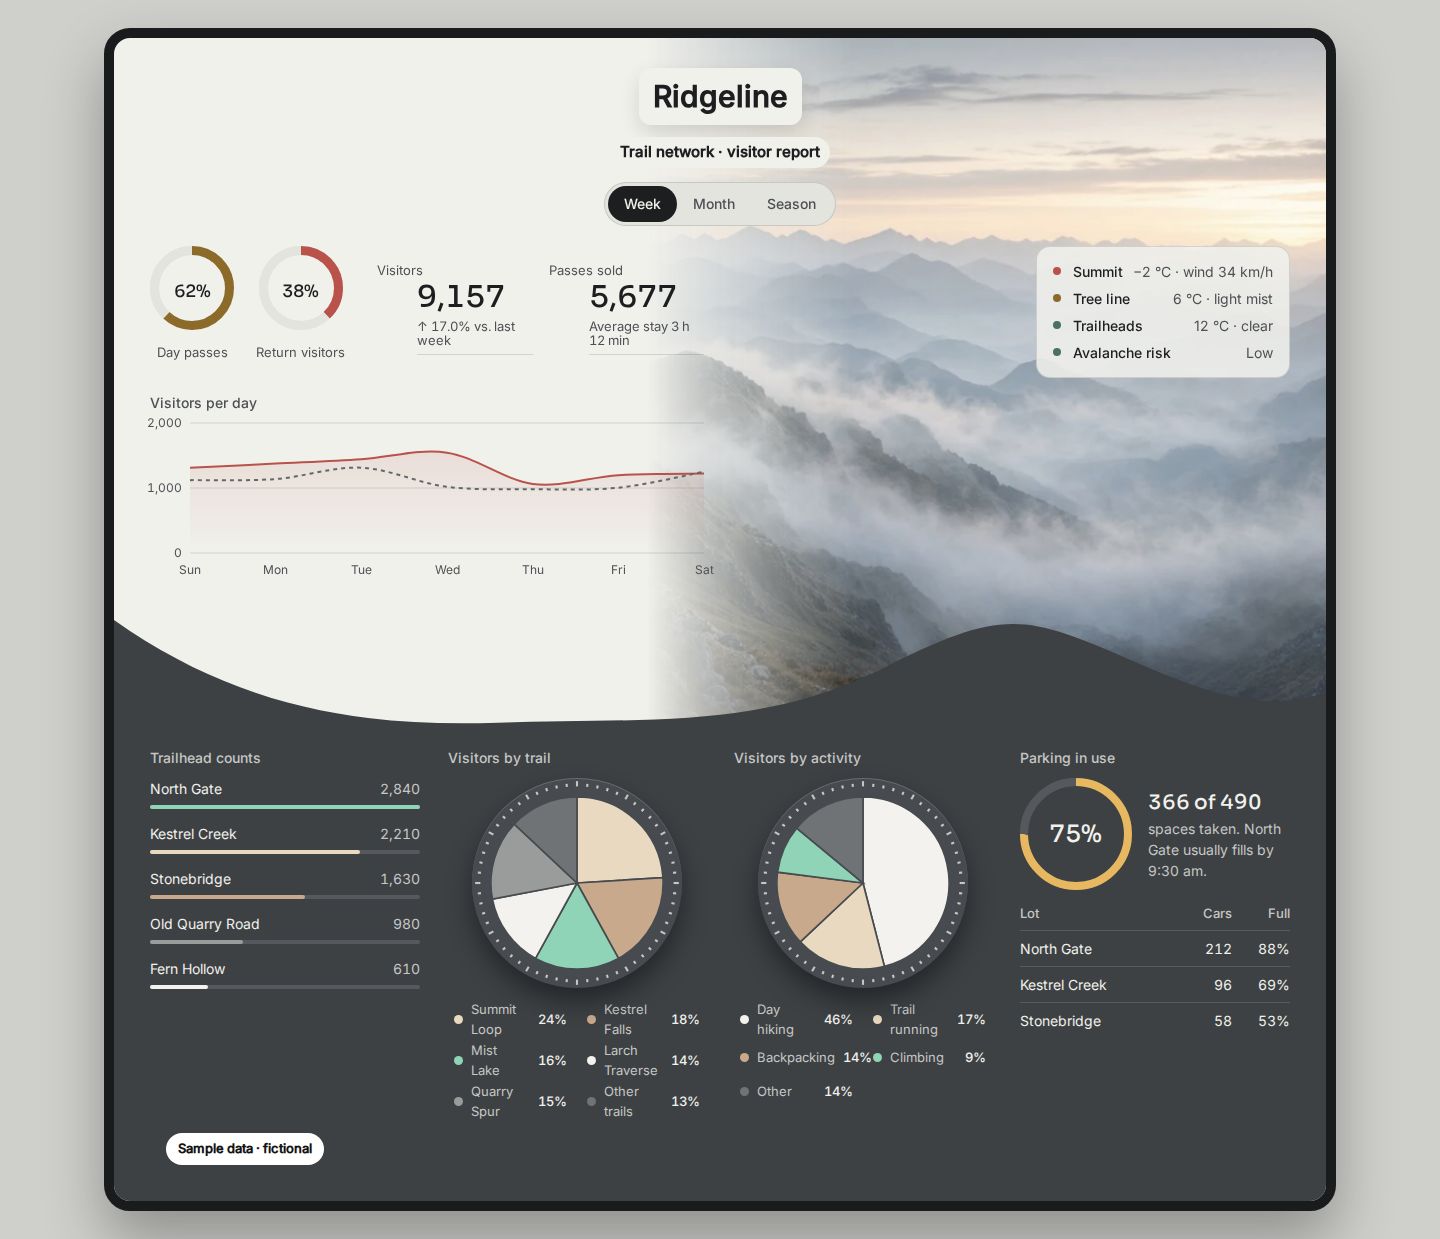 Ridgeline
Trail network · visitor report
Week Month Season
62%
Day passes
38%
Return visitors
Visitors
9,157
↑ 17.0% vs. last
week
Passes sold
5,677
Average stay 3 h
12 min
Summit −2 °C · wind 34 km/h
Tree line 6 °C · light mist
Trailheads 12 °C · clear
Avalanche risk Low
Visitors per day
2,000
1,000
0
Sun Mon Tue Wed Thu Fri Sat
Trailhead counts
North Gate 2,840
Kestrel Creek 2,210
Stonebridge 1,630
Old Quarry Road 980
Fern Hollow 610
Visitors by trail
Summit
Loop
24%
Kestrel
Falls
18%
Mist
Lake
16%
Larch
Traverse
14%
Quarry
Spur
15%
Other
trails
13%
Visitors by activity
Day
hiking
46%
Trail
running
17%
Backpacking 14%
Climbing 9%
Other 14%
Parking in use
75%
366 of 490
spaces taken. North
Gate usually fills by
9:30 am.
Lot Cars Full
North Gate 212 88%
Kestrel Creek 96 69%
Stonebridge 58 53%
Sample data · fictional